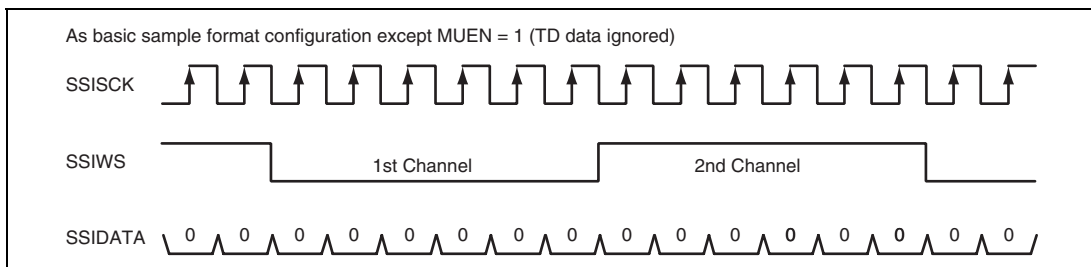 As basic sample format configuration except MUEN = 1 (TD data ignored)
SSISCK
SSIWS
1st Channel
2nd Channel
SSIDATA
0 0 0 0 0 0 0 0 0 0 0 0 0 0 0 0